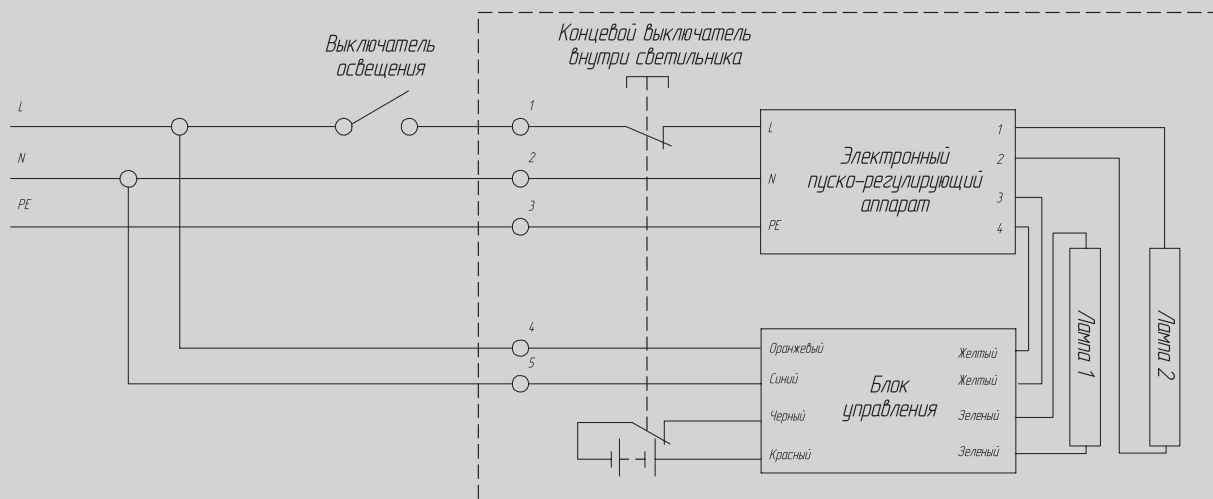 Выключатель
освещения
Концевой выключатель
внутри светильника
L
N
PE
1
2
3
4
5
L
N
PE
Электронный
пуско-регулирующий
аппарат
1
2
3
4
Оранжевый
Синий
Черный
Красный
Блок
управления
Желтый
Желтый
Зеленый
Зеленый
Лампа 1
Лампа 2